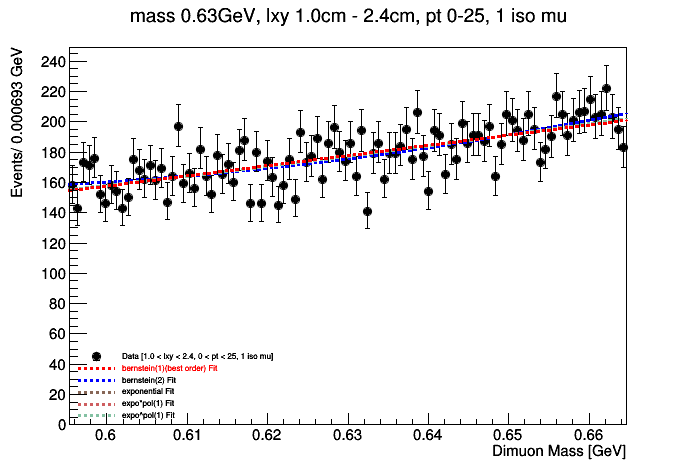 mass 0.63GeV, lxy 1.0cm - 2.4cm, pt 0-25, 1 iso mu
Events/ 0.000693 GeV
240
220
200
180
160
140
120
100
80
60
40
20
0
Data [1.0 < lxy < 2.4, 0 < pt < 25, 1 iso mu]
bernstein(1)(best order) Fit
bernstein(2) Fit
exponential Fit
expo*pol(1) Fit
expo^pol(1) Fit
0.6 0.61 0.62 0.63 0.64 0.65 0.66
Dimuon Mass [GeV]